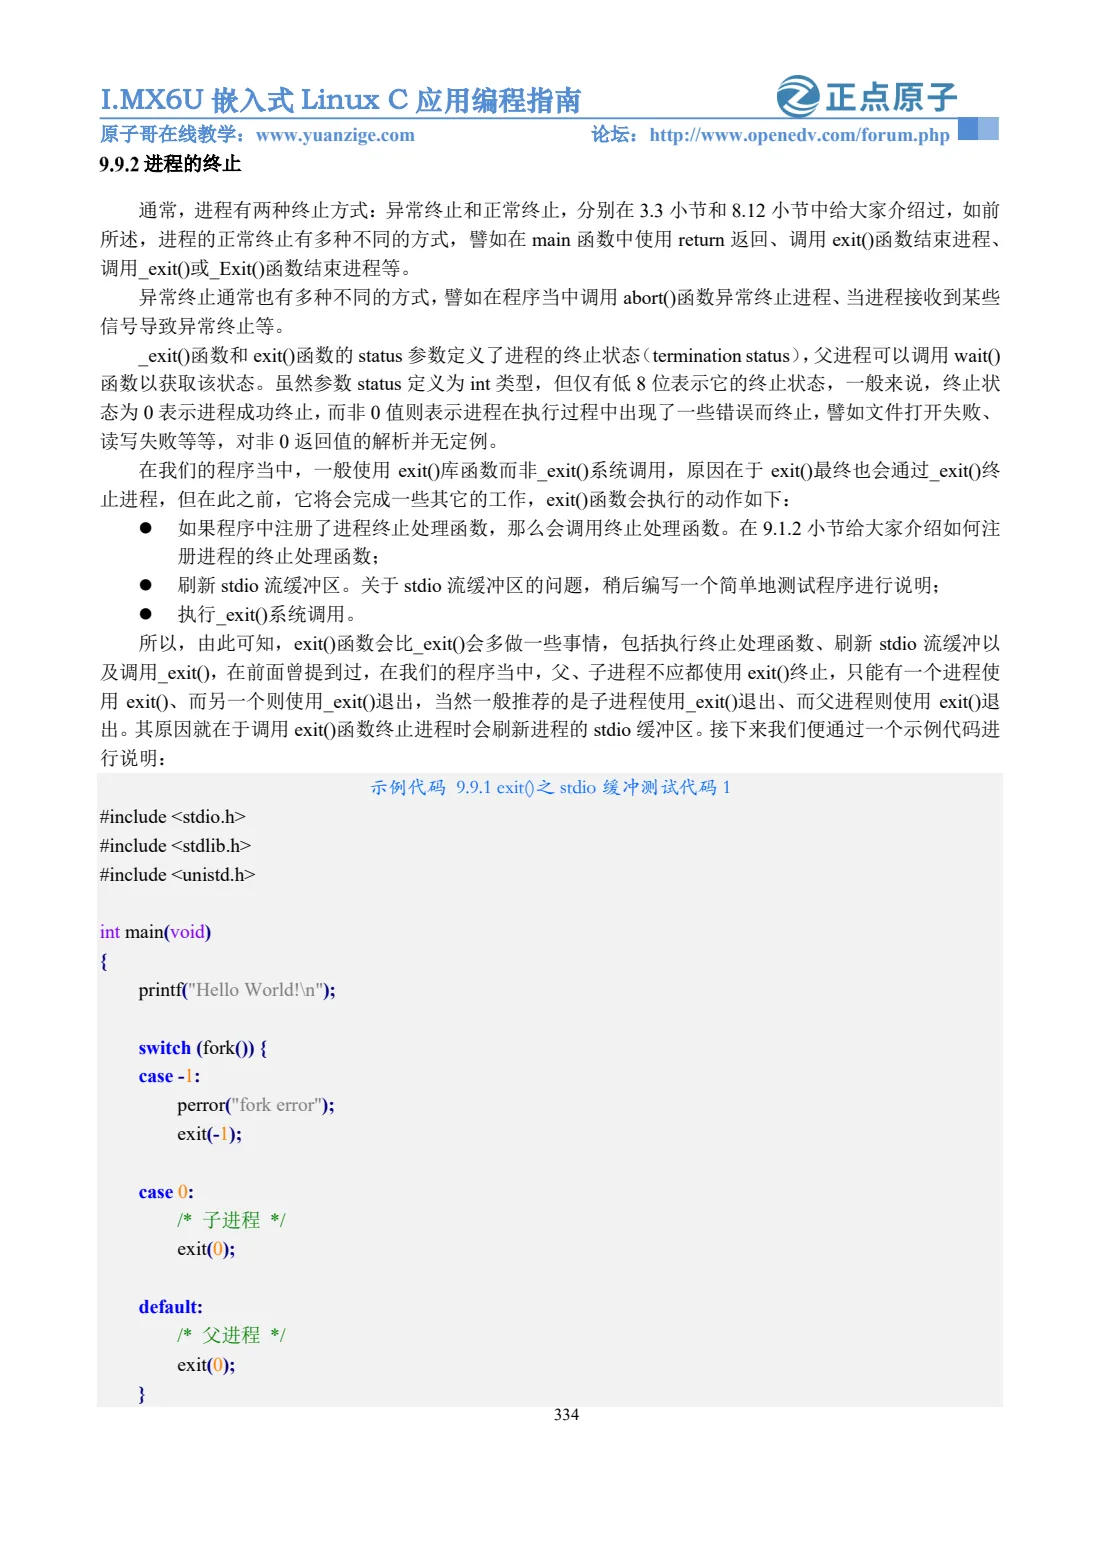 I.MX6U 嵌入式 Linux C 应用编程指南
正点原子
原子哥在线教学：www.yuanzige.com
论坛：http://www.openedv.com/forum.php
9.9.2 进程的终止
通常，进程有两种终止方式：异常终止和正常终止，分别在 3.3 小节和 8.12 小节中给大家介绍过，如前
所述，进程的正常终止有多种不同的方式，譬如在 main 函数中使用 return 返回、调用 exit()函数结束进程、
调用_exit()或_Exit()函数结束进程等。
异常终止通常也有多种不同的方式，譬如在程序当中调用 abort()函数异常终止进程、当进程接收到某些
信号导致异常终止等。
_exit()函数和 exit()函数的 status 参数定义了进程的终止状态（termination status），父进程可以调用 wait()
函数以获取该状态。虽然参数 status 定义为 int 类型，但仅有低 8 位表示它的终止状态，一般来说，终止状
态为 0 表示进程成功终止，而非 0 值则表示进程在执行过程中出现了一些错误而终止，譬如文件打开失败、
读写失败等等，对非 0 返回值的解析并无定例。
在我们的程序当中，一般使用 exit()库函数而非_exit()系统调用，原因在于 exit()最终也会通过_exit()终
止进程，但在此之前，它将会完成一些其它的工作，exit()函数会执行的动作如下：
● 如果程序中注册了进程终止处理函数，那么会调用终止处理函数。在 9.1.2 小节给大家介绍如何注
册进程的终止处理函数；
● 刷新 stdio 流缓冲区。关于 stdio 流缓冲区的问题，稍后编写一个简单地测试程序进行说明；
● 执行_exit()系统调用。
所以，由此可知，exit()函数会比_exit()会多做一些事情，包括执行终止处理函数、刷新 stdio 流缓冲以
及调用_exit()，在前面曾提到过，在我们的程序当中，父、子进程不应都使用 exit()终止，只能有一个进程使
用 exit()、而另一个则使用_exit()退出，当然一般推荐的是子进程使用_exit()退出、而父进程则使用 exit()退
出。其原因就在于调用 exit()函数终止进程时会刷新进程的 stdio 缓冲区。接下来我们便通过一个示例代码进
行说明：
示例代码 9.9.1 exit()之 stdio 缓冲测试代码 1
#include <stdio.h>
#include <stdlib.h>
#include <unistd.h>
int main(void)
{
printf("Hello World!\n");
switch (fork()) {
case -1:
perror("fork error");
exit(-1);
case 0:
/* 子进程 */
exit(0);
default:
/* 父进程 */
exit(0);
}
334